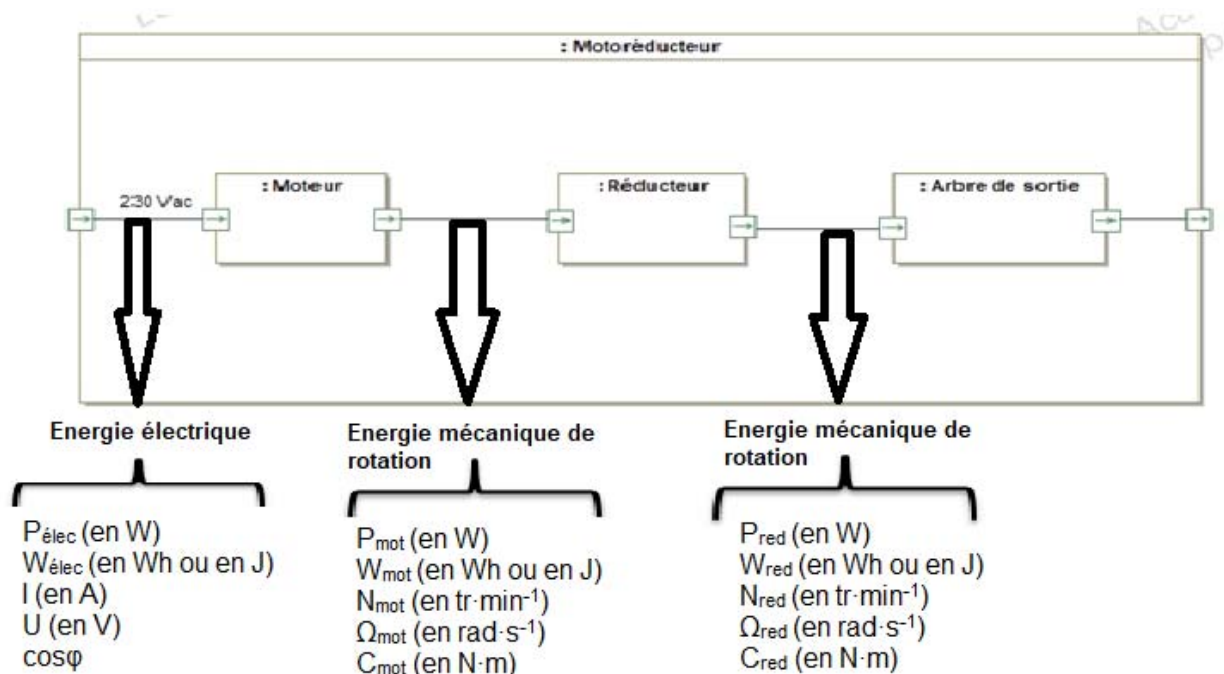 : Motoréducteur
230 Vac
: Moteur
: Réducteur
: Arbre de sortie
Energie électrique
Pélec (en W)
Wélec (en Wh ou en J)
I (en A)
U (en V)
cosφ
Energie mécanique de
rotation
Pmot (en W)
Wmot (en Wh ou en J)
Nmot (en tr·min⁻¹)
Ωmot (en rad·s⁻¹)
Cmot (en N·m)
Energie mécanique de
rotation
Pred (en W)
Wred (en Wh ou en J)
Nred (en tr·min⁻¹)
Ωred (en rad·s⁻¹)
Cred (en N·m)